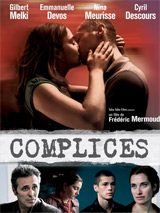 Gilbert Melki
Emmanuelle Devos
Nina Meurisse
Cyril Descours
un film de
Frédéric Mermoud
COMPLICES